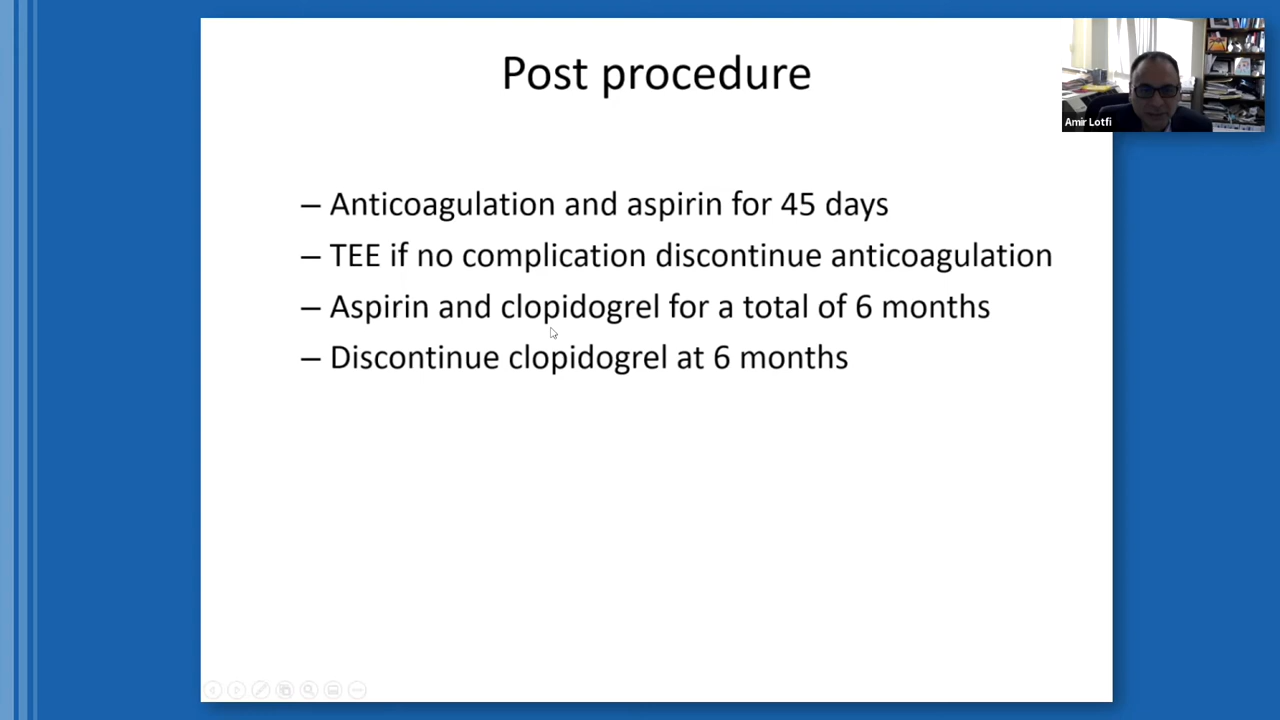 Post procedure
Amir Lotfi
– Anticoagulation and aspirin for 45 days
– TEE if no complication discontinue anticoagulation
– Aspirin and clopidogrel for a total of 6 months
– Discontinue clopidogrel at 6 months